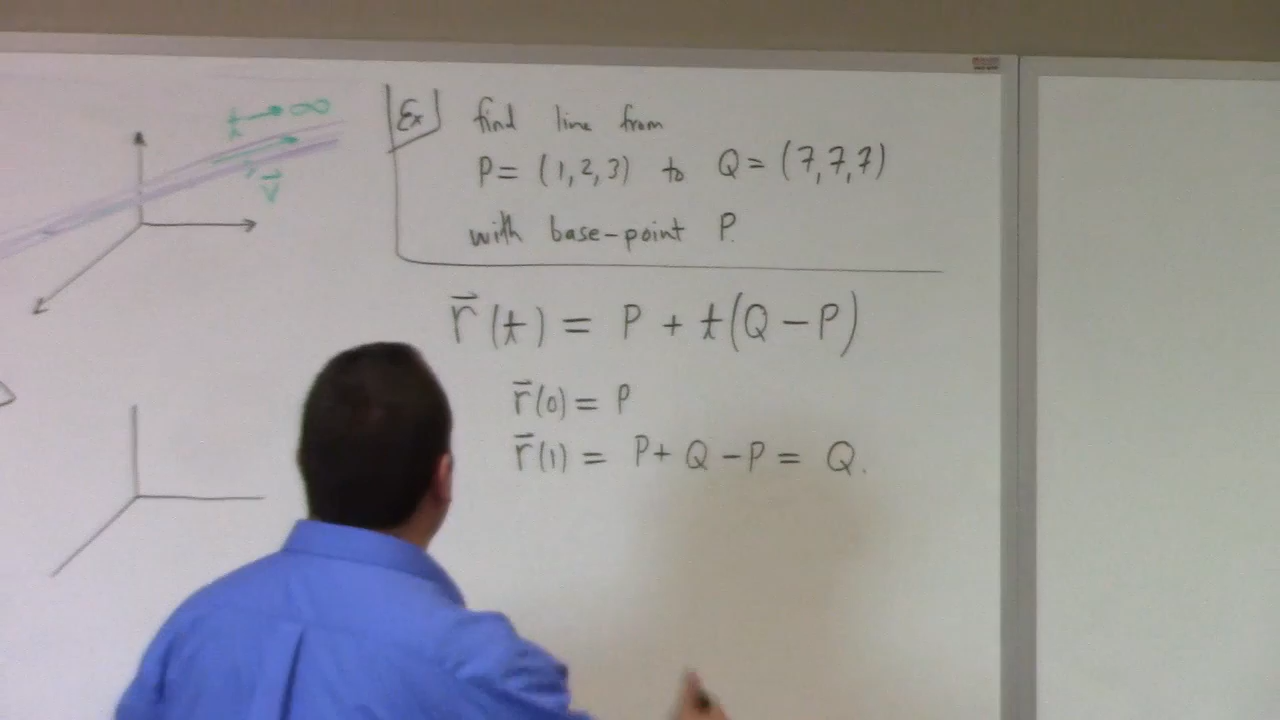 t → ∞
v⃗
Ex find line from
P = (1, 2, 3) to Q = (7, 7, 7)
with base-point P.
r⃗(t) = P + t(Q − P)
r⃗(0) = P
r⃗(1) = P + Q − P = Q.